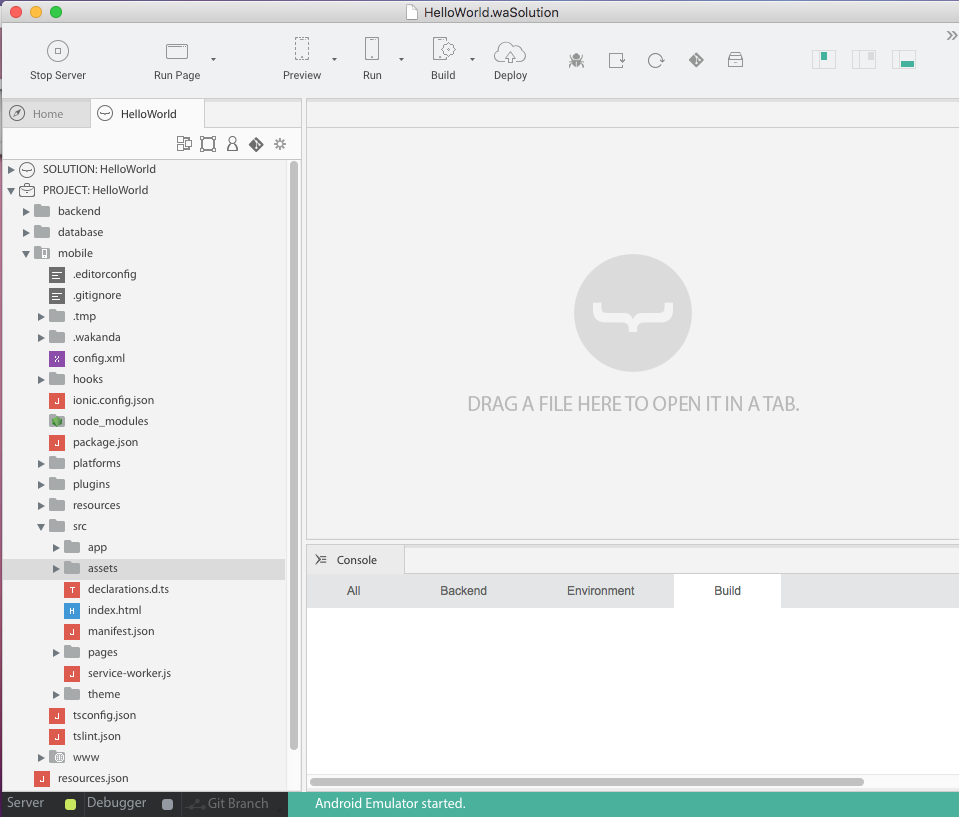 HelloWorld.waSolution
Stop Server
Run Page
Preview
Run
Build
Deploy
Home
HelloWorld
SOLUTION: HelloWorld
PROJECT: HelloWorld
backend
database
mobile
.editorconfig
.gitignore
.tmp
.wakanda
config.xml
hooks
ionic.config.json
node_modules
package.json
platforms
plugins
resources
src
app
assets
declarations.d.ts
index.html
manifest.json
pages
service-worker.js
theme
tsconfig.json
tslint.json
www
resources.json
DRAG A FILE HERE TO OPEN IT IN A TAB.
Console
All
Backend
Environment
Build
Server
Debugger
Git Branch
Android Emulator started.